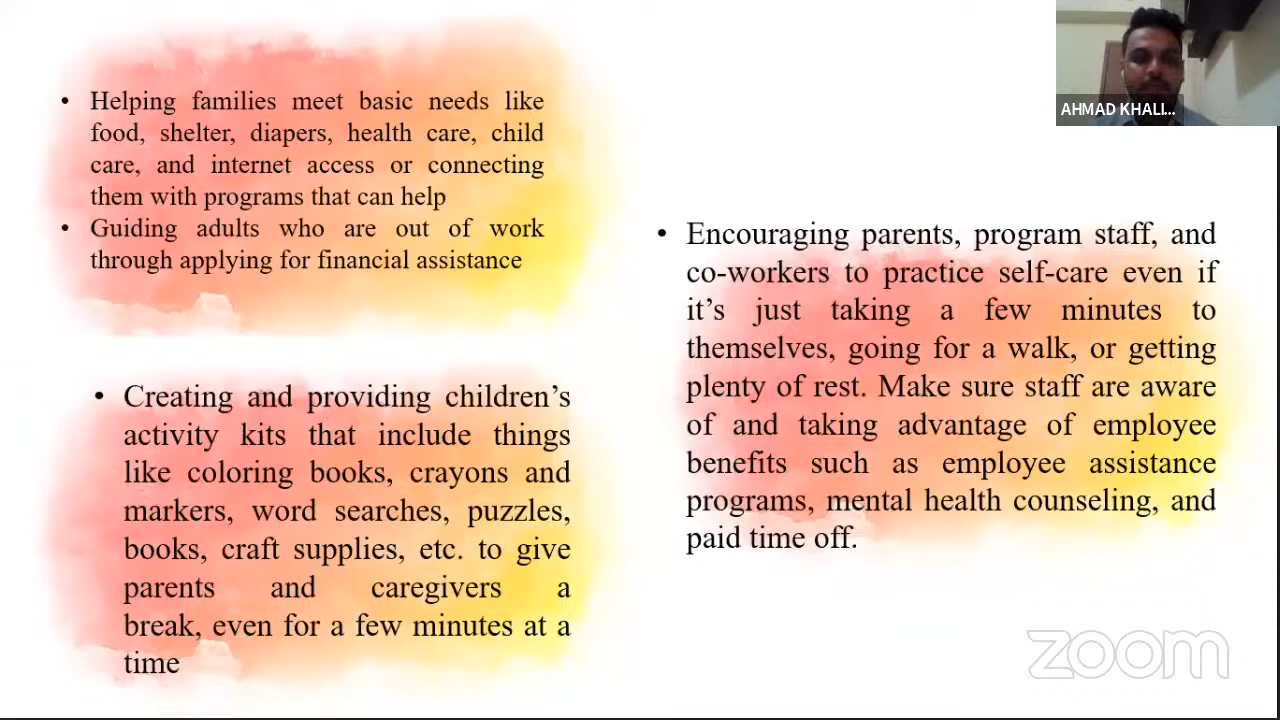 • Helping families meet basic needs like
food, shelter, diapers, health care, child
care, and internet access or connecting
them with programs that can help
• Guiding adults who are out of work
through applying for financial assistance
• Creating and providing children’s
activity kits that include things
like coloring books, crayons and
markers, word searches, puzzles,
books, craft supplies, etc. to give
parents and caregivers a
break, even for a few minutes at a
time
• Encouraging parents, program staff, and
co-workers to practice self-care even if
it’s just taking a few minutes to
themselves, going for a walk, or getting
plenty of rest. Make sure staff are aware
of and taking advantage of employee
benefits such as employee assistance
programs, mental health counseling, and
paid time off.
AHMAD KHALI...
zoom